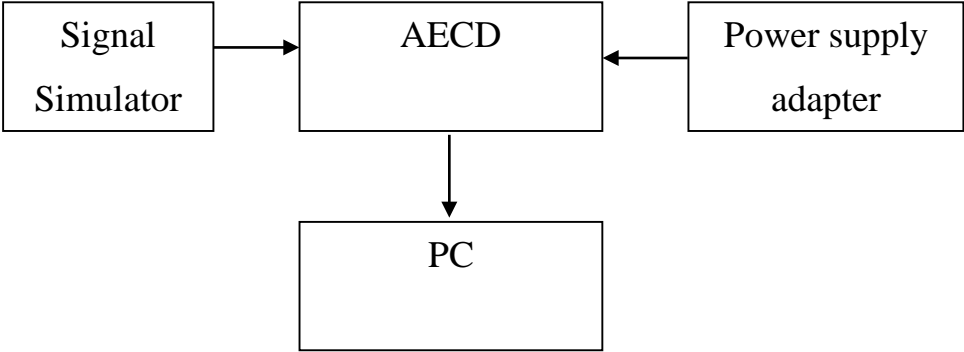 Signal
Simulator
AECD
Power supply
adapter
PC